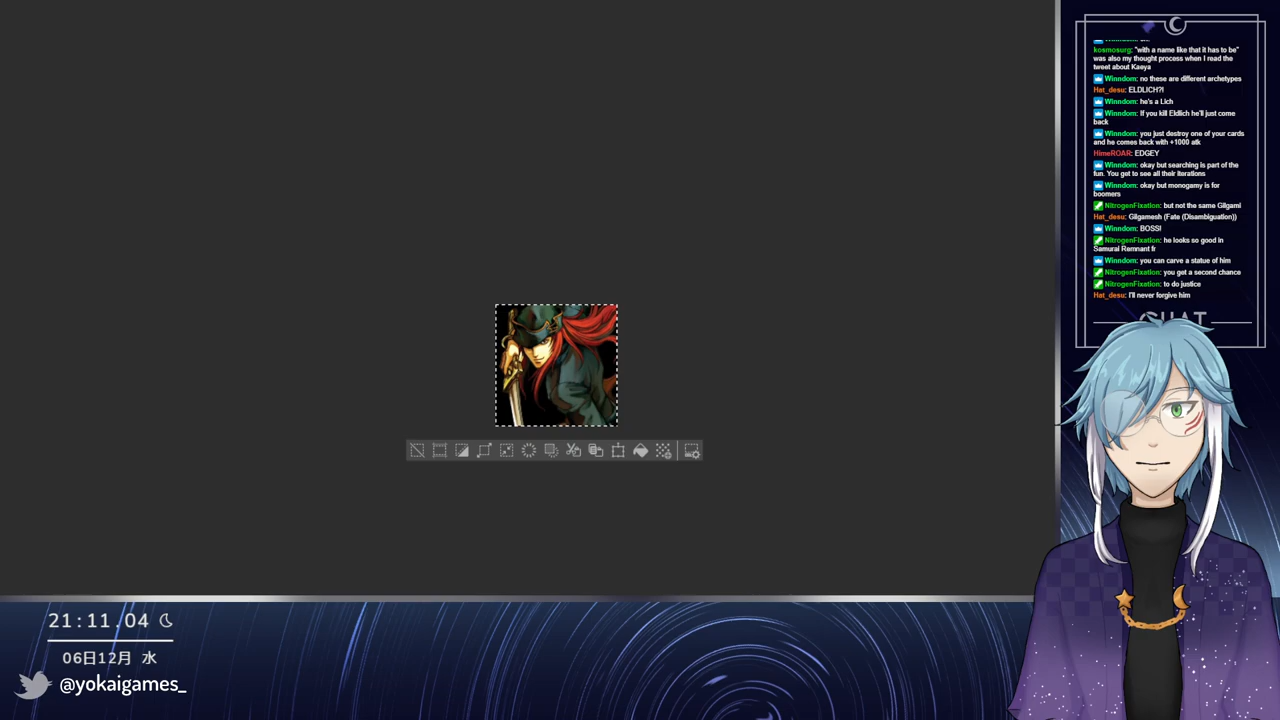 kosmosurg: "with a name like that it has to be"
was also my thought process when I read the
tweet about Kaeya
Winndom: no these are different archetypes
Hat_desu: ELDLICH?!
Winndom: he's a Lich
Winndom: If you kill Eldlich he'll just come
back
Winndom: you just destroy one of your cards
and he comes back with +1000 atk
HimeROAR: EDGEY
Winndom: okay but searching is part of the
fun. You get to see all their iterations
Winndom: okay but monogamy is for
boomers
NitrogenFixation: but not the same Gilgami
Hat_desu: Gilgamesh (Fate (Disambiguation))
Winndom: BOSS!
NitrogenFixation: he looks so good in
Samurai Remnant fr
Winndom: you can carve a statue of him
NitrogenFixation: you get a second chance
NitrogenFixation: to do justice
Hat_desu: I'll never forgive him
CHAT
21:11.04
06日12月 水
@yokaigames_